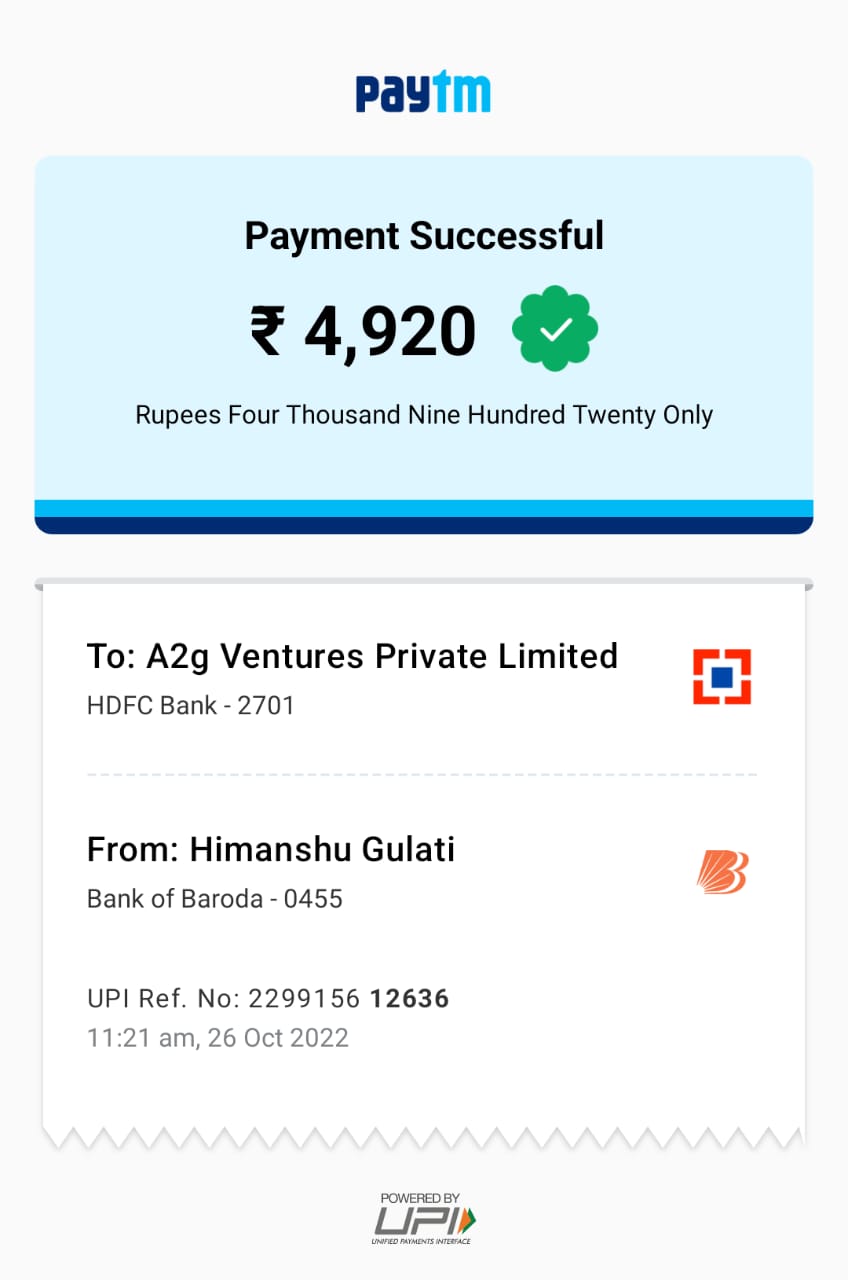 paytm
Payment Successful
₹ 4,920
Rupees Four Thousand Nine Hundred Twenty Only
To: A2g Ventures Private Limited
HDFC Bank - 2701
From: Himanshu Gulati
Bank of Baroda - 0455
UPI Ref. No: 2299156 12636
11:21 am, 26 Oct 2022
POWERED BY
UPI
UNIFIED PAYMENTS INTERFACE